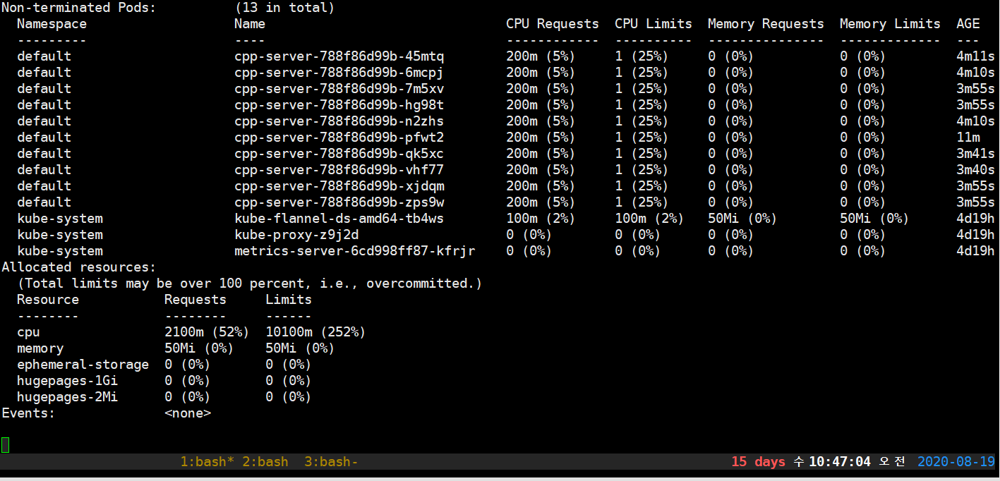 Non-terminated Pods:          (13 in total)
  Namespace                   Name                               CPU Requests  CPU Limits  Memory Requests  Memory Limits  AGE
  ---------                   ----                               ------------  ----------  ---------------  -------------  ---
  default                     cpp-server-788f86d99b-45mtq        200m (5%)     1 (25%)     0 (0%)           0 (0%)         4m11s
  default                     cpp-server-788f86d99b-6mcpj        200m (5%)     1 (25%)     0 (0%)           0 (0%)         4m10s
  default                     cpp-server-788f86d99b-7m5xv        200m (5%)     1 (25%)     0 (0%)           0 (0%)         3m55s
  default                     cpp-server-788f86d99b-hg98t        200m (5%)     1 (25%)     0 (0%)           0 (0%)         3m55s
  default                     cpp-server-788f86d99b-n2zhs        200m (5%)     1 (25%)     0 (0%)           0 (0%)         4m10s
  default                     cpp-server-788f86d99b-pfwt2        200m (5%)     1 (25%)     0 (0%)           0 (0%)         11m
  default                     cpp-server-788f86d99b-qk5xc        200m (5%)     1 (25%)     0 (0%)           0 (0%)         3m41s
  default                     cpp-server-788f86d99b-vhf77        200m (5%)     1 (25%)     0 (0%)           0 (0%)         3m40s
  default                     cpp-server-788f86d99b-xjdqm        200m (5%)     1 (25%)     0 (0%)           0 (0%)         3m55s
  default                     cpp-server-788f86d99b-zps9w        200m (5%)     1 (25%)     0 (0%)           0 (0%)         3m55s
  kube-system                 kube-flannel-ds-amd64-tb4ws        100m (2%)     100m (2%)   50Mi (0%)        50Mi (0%)      4d19h
  kube-system                 kube-proxy-z9j2d                   0 (0%)        0 (0%)      0 (0%)           0 (0%)         4d19h
  kube-system                 metrics-server-6cd998ff87-kfrjr    0 (0%)        0 (0%)      0 (0%)           0 (0%)         4d19h
Allocated resources:
  (Total limits may be over 100 percent, i.e., overcommitted.)
  Resource           Requests     Limits
  --------           --------     ------
  cpu                2100m (52%)  10100m (252%)
  memory             50Mi (0%)    50Mi (0%)
  ephemeral-storage  0 (0%)       0 (0%)
  hugepages-1Gi      0 (0%)       0 (0%)
  hugepages-2Mi      0 (0%)       0 (0%)
Events:              <none>
1:bash* 2:bash  3:bash-  15 days 수 10:47:04 오전  2020-08-19